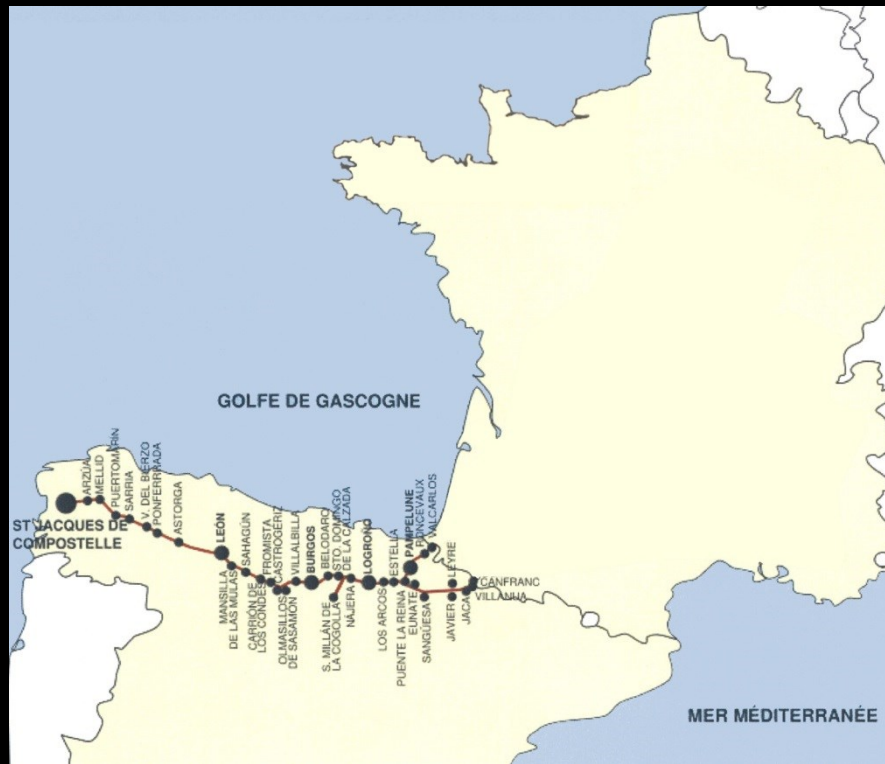 GOLFE DE GASCOGNE
ARZÚA
MELLID
PUERTOMARÍN
SARRIA
V. DEL BIERZO
PONFERRADA
ASTORGA
ST JACQUES DE
COMPOSTELLE
LEÓN
MANSILLA
DE LAS MULAS
SAHAGÚN
CARRIÓN DE
LOS CONDES
FROMISTA
CASTROGERIZ
OLMASILLOS
DE SASAMÓN
VILLALBILLA
BURGOS
BELODARO
S. MILLÁN DE
LA COGOLLA
STO. DOMINGO
DE LA CALZADA
NÁJERA
LOGROÑO
LOS ARCOS
ESTELLA
PUENTE LA REINA
EUNATE
PAMPELUNE
RONCEVAUX
VALCARLOS
SANGÜESA
LEYRE
JAVIER
JACA
CANFRANC
VILLANUA
MER MÉDITERRANÉE